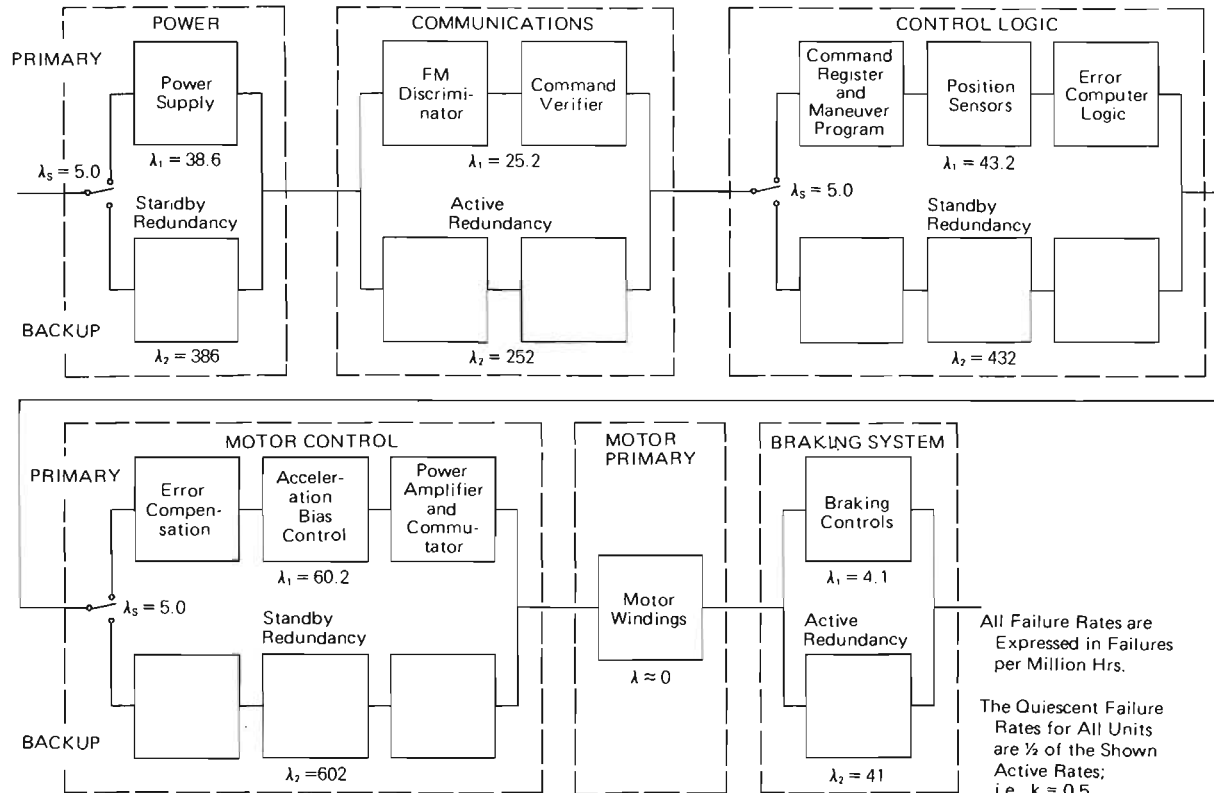 POWER
COMMUNICATIONS
CONTROL LOGIC
PRIMARY
Power
Supply
λ₁ = 38.6
λₛ = 5.0
Standby
Redundancy
BACKUP
λ₂ = 386
FM
Discrimi-
nator
Command
Verifier
λ₁ = 25.2
Active
Redundancy
λ₂ = 252
Command
Register
and
Maneuver
Program
Position
Sensors
Error
Computer
Logic
λ₁ = 43.2
λₛ = 5.0
Standby
Redundancy
λ₂ = 432
MOTOR CONTROL
MOTOR
PRIMARY
BRAKING SYSTEM
PRIMARY
Error
Compen-
sation
Acceler-
ation
Bias
Control
Power
Amplifier
and
Commu-
tator
λ₁ = 60.2
λₛ = 5.0
Standby
Redundancy
BACKUP
λ₂ =602
Motor
Windings
λ ≈ 0
Braking
Controls
λ₁ = 4.1
Active
Redundancy
λ₂ = 41
All Failure Rates are
Expressed in Failures
per Million Hrs.
The Quiescent Failure
Rates for All Units
are ½ of the Shown
Active Rates;
i.e. k = 0.5